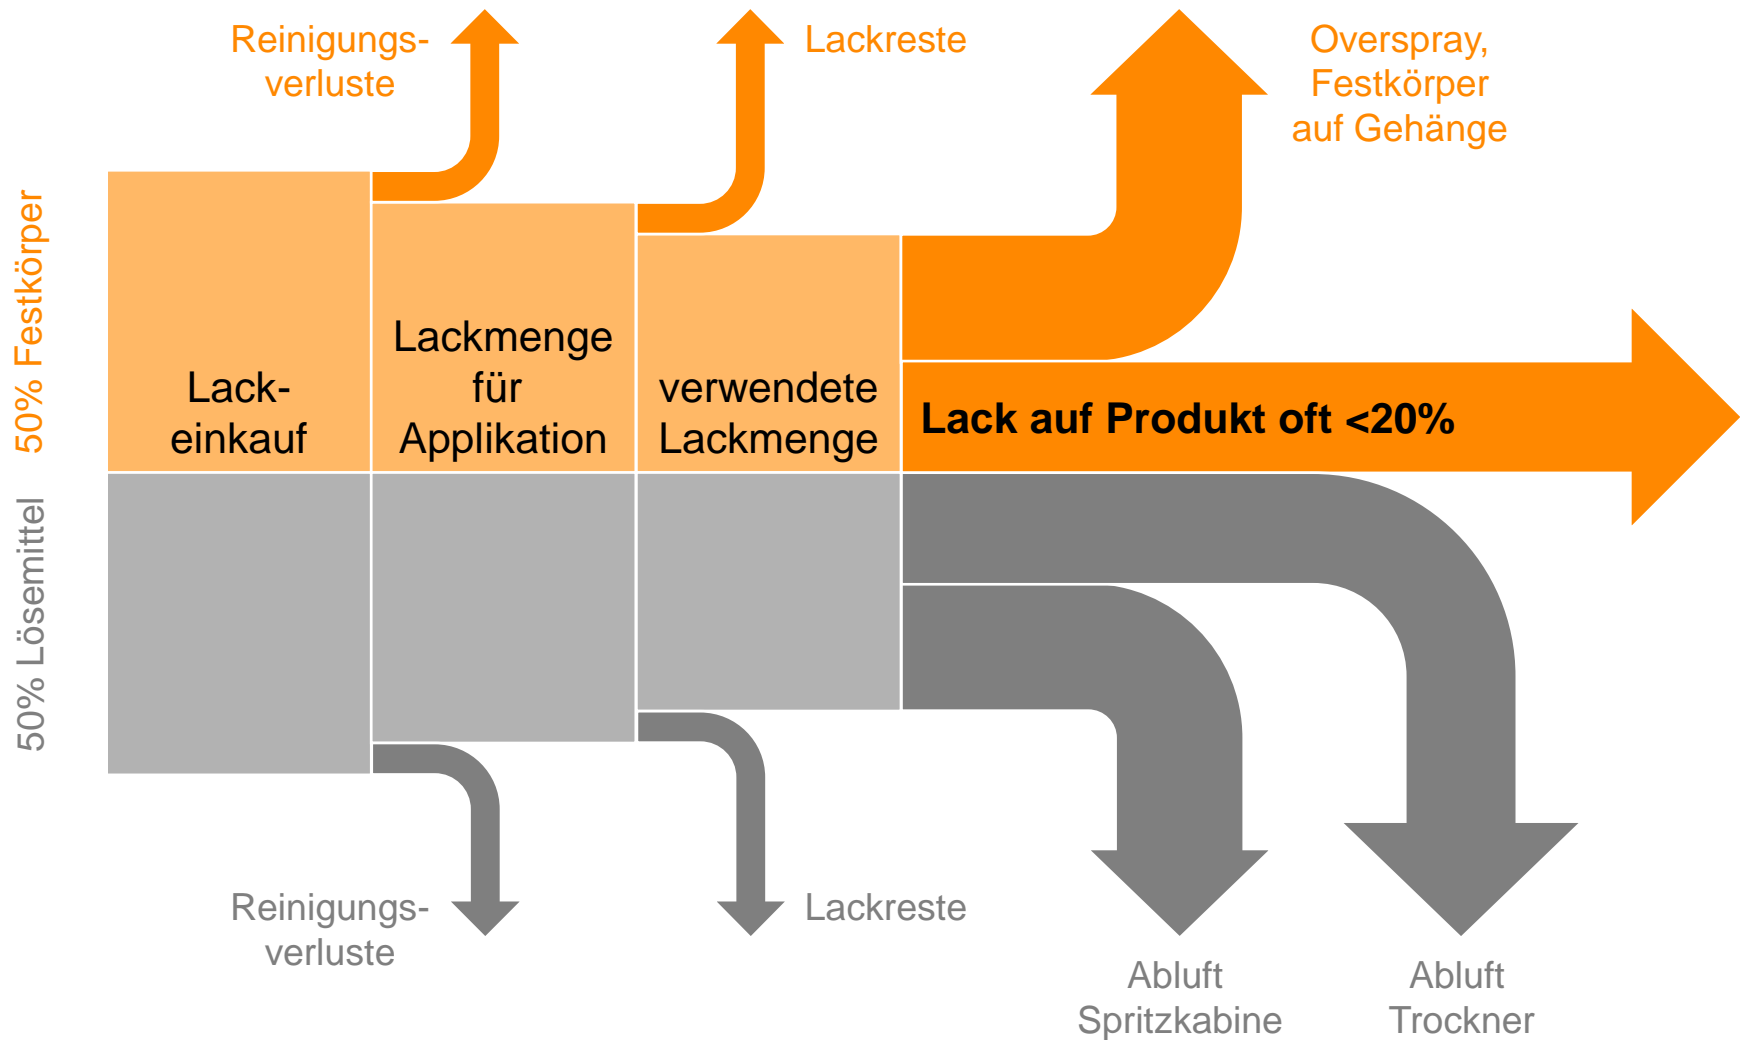 Reinigungs-
verluste
Lackreste
Overspray,
Festkörper
auf Gehänge
50% Festkörper
Lack-
einkauf
Lackmenge
für
Applikation
verwendete
Lackmenge
Lack auf Produkt oft <20%
50% Lösemittel
Reinigungs-
verluste
Lackreste
Abluft
Spritzkabine
Abluft
Trockner